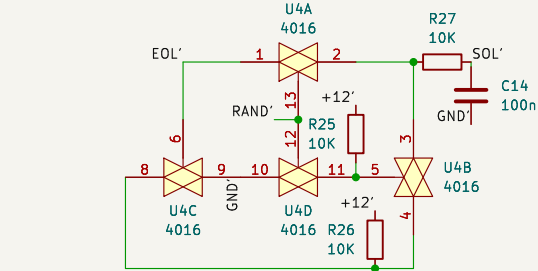 U4A
4016
R27
10K
EOL'
1
2
SOL'
C14
100n
GND'
13
+12'
RAND'
R25
10K
6
12
3
8
9
10
11
5
U4B
4016
GND'
U4C
4016
U4D
4016
+12'
4
R26
10K